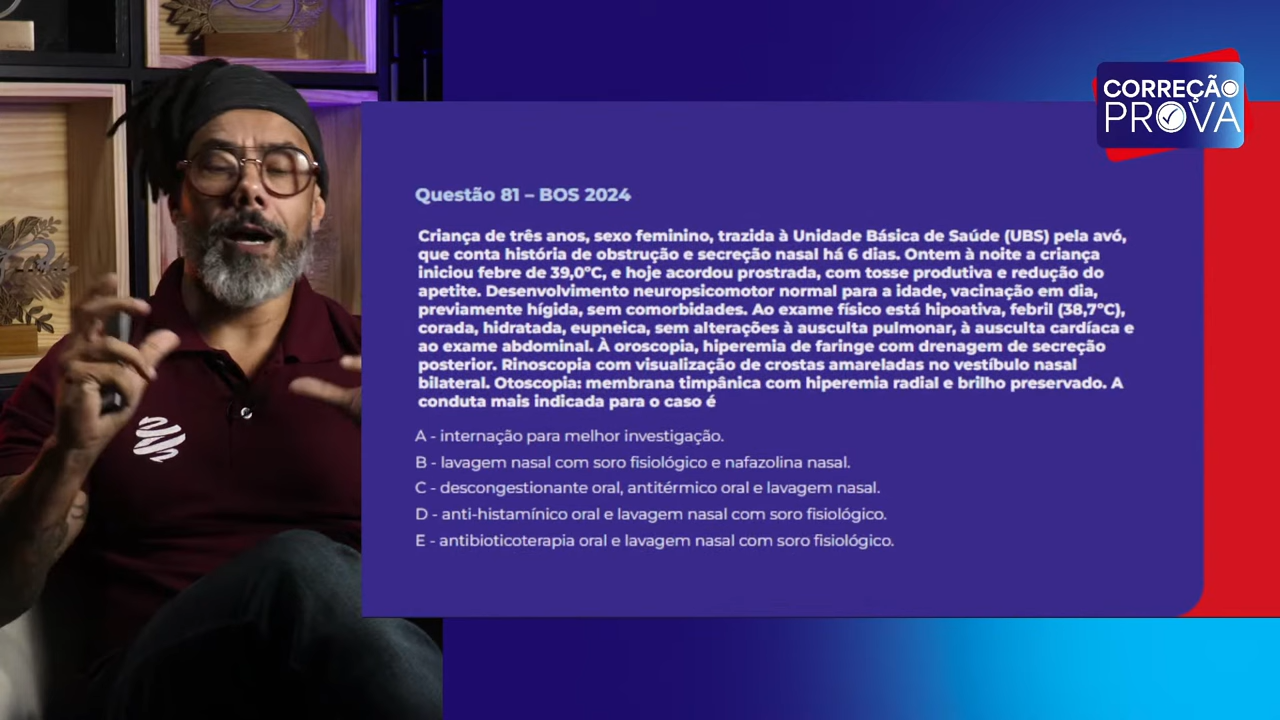 CORREÇÃO
PROVA
Questão 81 – BOS 2024
Criança de três anos, sexo feminino, trazida à Unidade Básica de Saúde (UBS) pela avó,
que conta história de obstrução e secreção nasal há 6 dias. Ontem à noite a criança
iniciou febre de 39,0ºC, e hoje acordou prostrada, com tosse produtiva e redução do
apetite. Desenvolvimento neuropsicomotor normal para a idade, vacinação em dia,
previamente hígida, sem comorbidades. Ao exame físico está hipoativa, febril (38,7ºC),
corada, hidratada, eupneica, sem alterações à ausculta pulmonar, à ausculta cardíaca e
ao exame abdominal. À oroscopia, hiperemia de faringe com drenagem de secreção
posterior. Rinoscopia com visualização de crostas amareladas no vestíbulo nasal
bilateral. Otoscopia: membrana timpânica com hiperemia radial e brilho preservado. A
conduta mais indicada para o caso é
A - internação para melhor investigação.
B - lavagem nasal com soro fisiológico e nafazolina nasal.
C - descongestionante oral, antitérmico oral e lavagem nasal.
D - anti-histamínico oral e lavagem nasal com soro fisiológico.
E - antibioticoterapia oral e lavagem nasal com soro fisiológico.